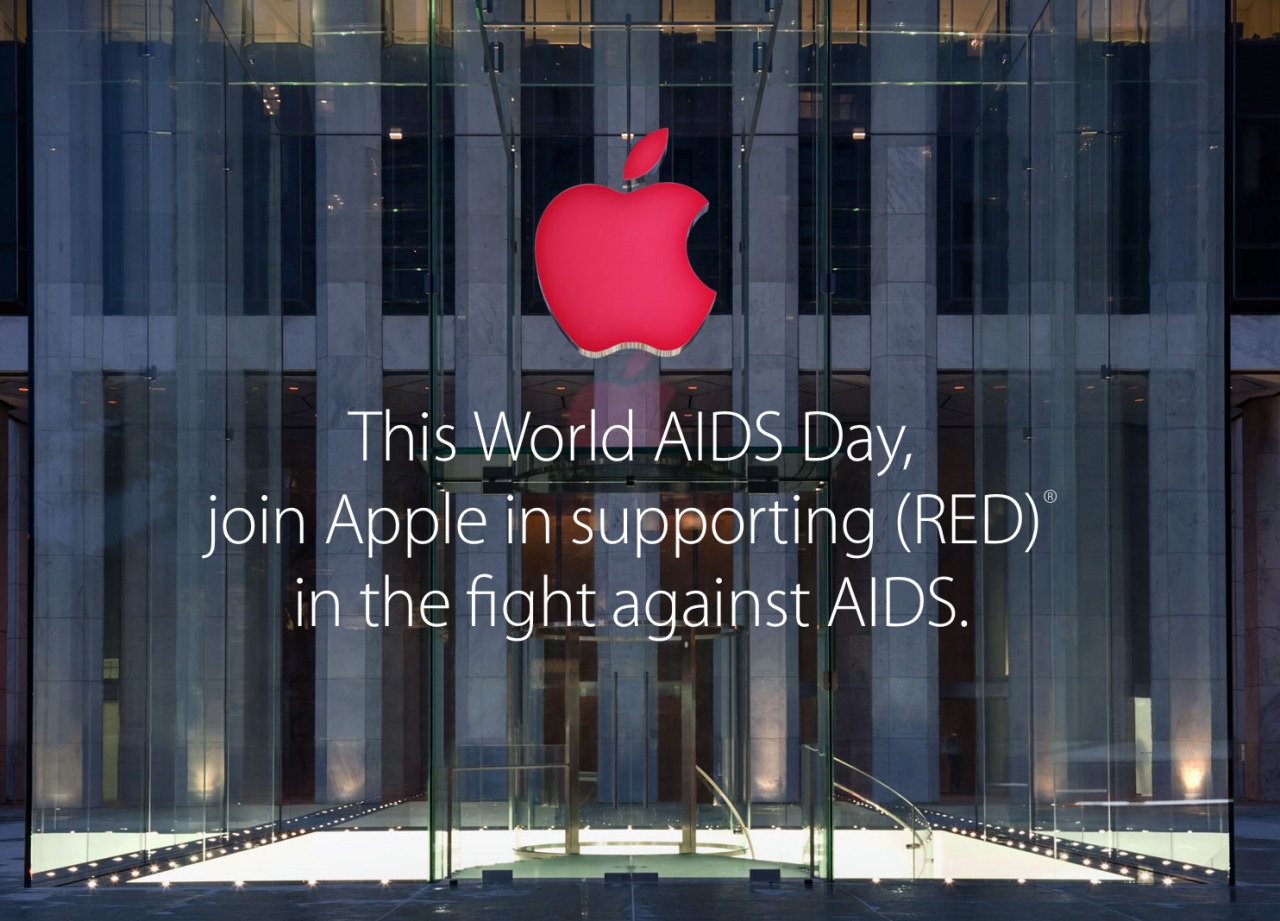 This World AIDS Day,
join Apple in supporting (RED)®
in the fight against AIDS.